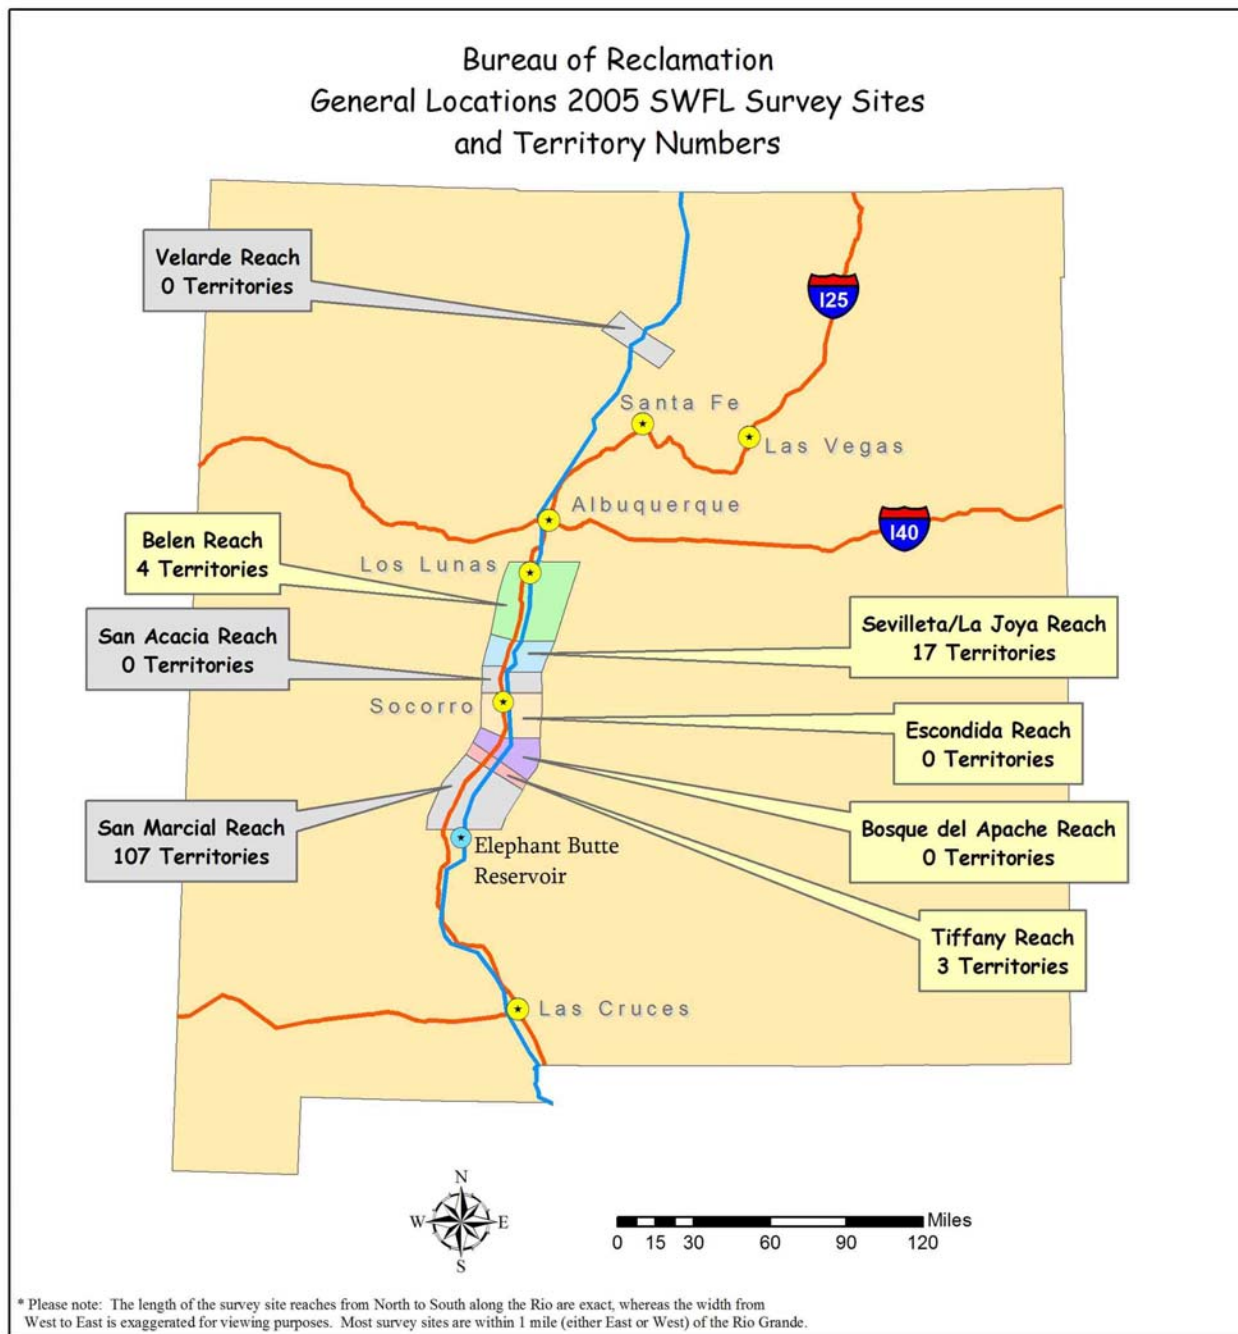 Bureau of Reclamation
General Locations 2005 SWFL Survey Sites
and Territory Numbers
Velarde Reach
0 Territories
I25
Santa Fe
Las Vegas
Albuquerque
I40
Belen Reach
4 Territories
Los Lunas
San Acacia Reach
0 Territories
Sevilleta/La Joya Reach
17 Territories
Socorro
Escondida Reach
0 Territories
San Marcial Reach
107 Territories
Bosque del Apache Reach
0 Territories
Elephant Butte
Reservoir
Tiffany Reach
3 Territories
Las Cruces
N
W E
S
Miles
0 15 30 60 90 120
* Please note: The length of the survey site reaches from North to South along the Rio are exact, whereas the width from
West to East is exaggerated for viewing purposes. Most survey sites are within 1 mile (either East or West) of the Rio Grande.